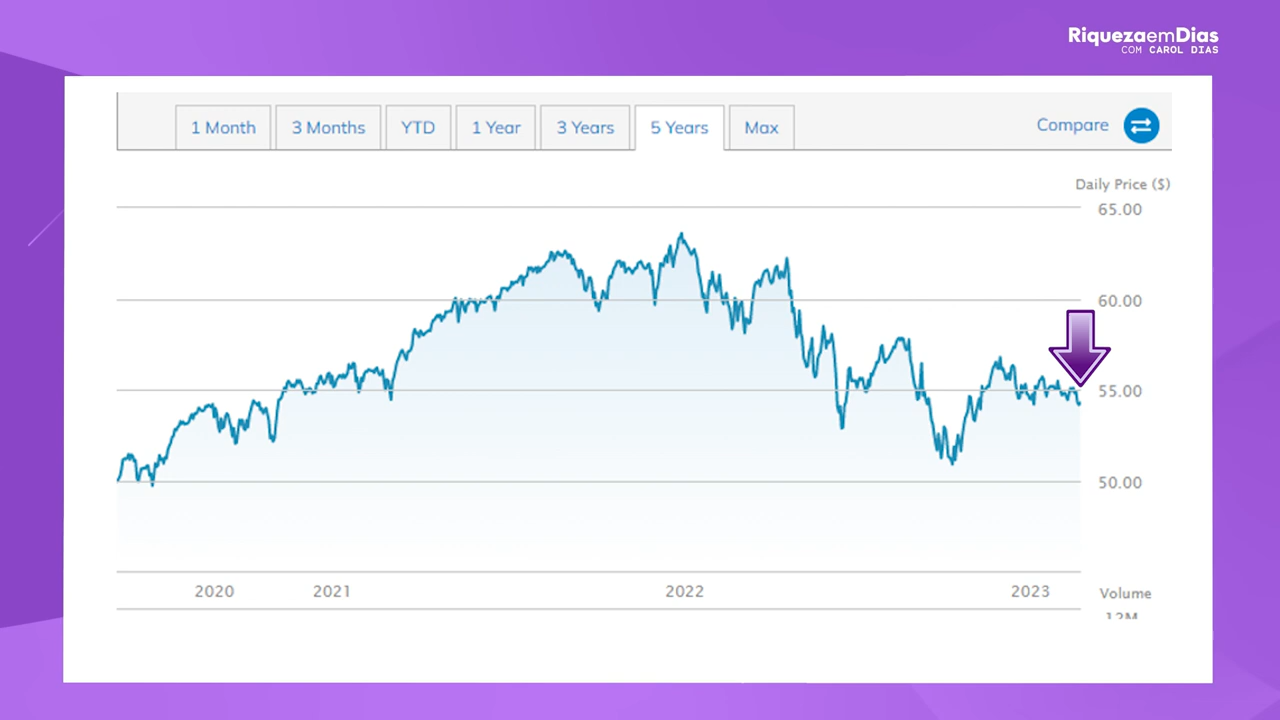 RiquezaemDias
COM CAROL DIAS
1 Month 3 Months YTD 1 Year 3 Years 5 Years Max Compare
Daily Price ($)
65.00
60.00
55.00
50.00
2020 2021 2022 2023
Volume
12M